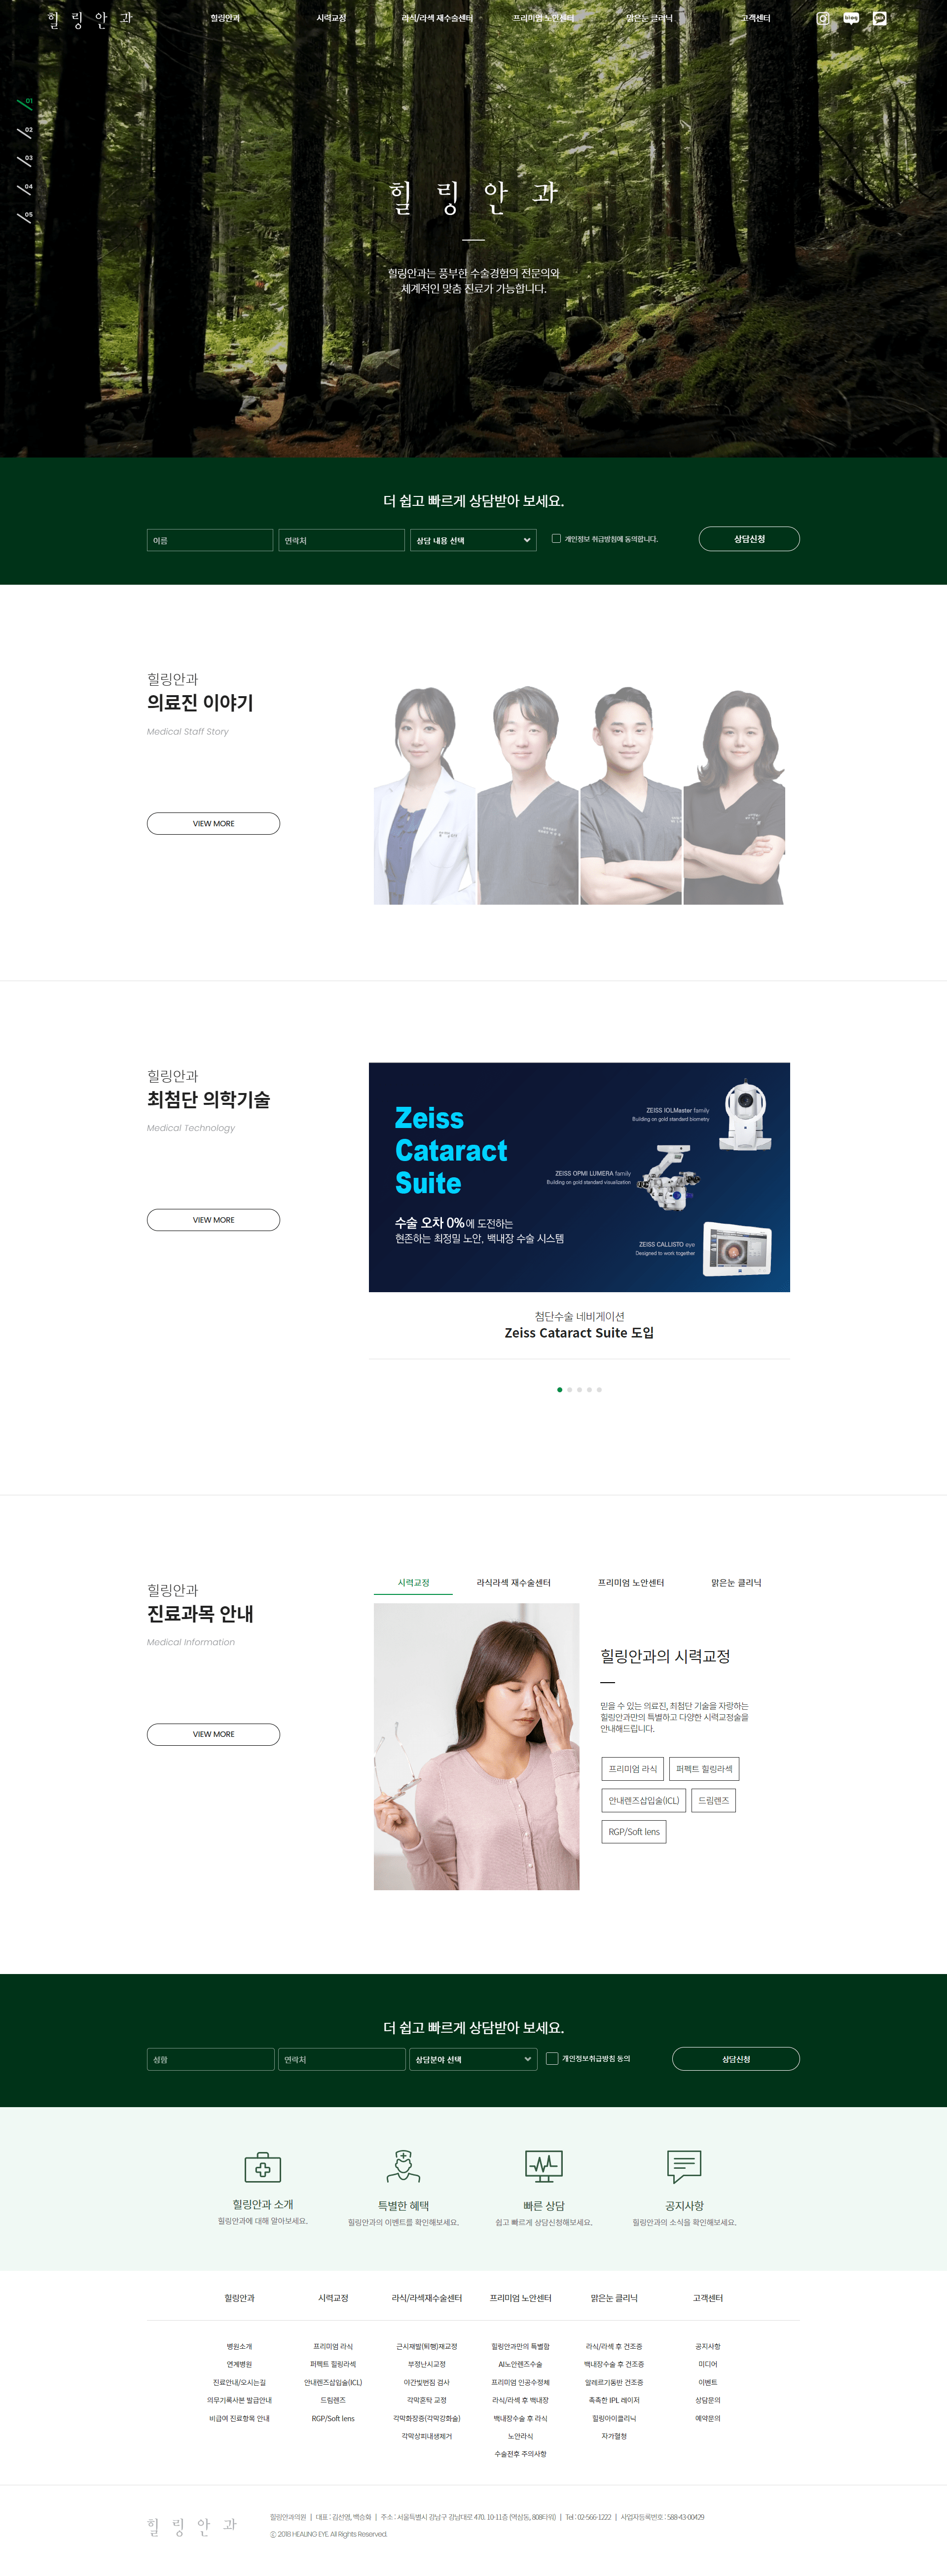 힐링안과
힐링안과 시력교정 라식/라섹 재수술센터 프리미엄 노안센터 맑은눈 클리닉 고객센터
01
02
03
04
05
힐링안과
힐링안과는 풍부한 수술경험의 전문의와
체계적인 맞춤 진료가 가능합니다.
더 쉽고 빠르게 상담받아 보세요.
이름 연락처 상담 내용 선택 개인정보 취급방침에 동의합니다. 상담신청
힐링안과
의료진 이야기
Medical Staff Story
VIEW MORE
힐링안과
최첨단 의학기술
Medical Technology
VIEW MORE
Zeiss
Cataract
Suite
수술 오차 0%에 도전하는
현존하는 최정밀 노안, 백내장 수술 시스템
ZEISS IOLMaster family
Building on gold standard biometry
ZEISS OPMI LUMERA family
Building on gold standard visualization
ZEISS CALLISTO eye
Designed to work together
첨단수술 네비게이션
Zeiss Cataract Suite 도입
힐링안과
진료과목 안내
Medical Information
VIEW MORE
시력교정 라식라섹 재수술센터 프리미엄 노안센터 맑은눈 클리닉
힐링안과의 시력교정
믿을 수 있는 의료진, 최첨단 기술을 자랑하는
힐링안과만의 특별하고 다양한 시력교정술을
안내해드립니다.
프리미엄 라식 퍼펙트 힐링라섹
안내렌즈삽입술(ICL) 드림렌즈
RGP/Soft lens
더 쉽고 빠르게 상담받아 보세요.
성함 연락처 상담분야 선택 개인정보취급방침 동의 상담신청
힐링안과 소개 특별한 혜택 빠른 상담 공지사항
힐링안과에 대해 알아보세요. 힐링안과의 이벤트를 확인해보세요. 쉽고 빠르게 상담신청해보세요. 힐링안과의 소식을 확인해보세요.
힐링안과 시력교정 라식/라섹재수술센터 프리미엄 노안센터 맑은눈 클리닉 고객센터
병원소개 프리미엄 라식 근시재발(퇴행)재교정 힐링안과만의 특별함 라식/라섹 후 건조증 공지사항
연계병원 퍼펙트 힐링라섹 부정난시교정 AI노안렌즈수술 백내장수술 후 건조증 미디어
진료안내/오시는길 안내렌즈삽입술(ICL) 야간빛번짐 검사 프리미엄 인공수정체 알레르기동반 건조증 이벤트
의무기록사본 발급안내 드림렌즈 각막혼탁 교정 라식/라섹 후 백내장 촉촉한 IPL 레이저 상담문의
비급여 진료항목 안내 RGP/Soft lens 각막확장증(각막강화술) 백내장수술 후 라식 힐링아이클리닉 예약문의
각막상피내생제거 노안라식 자가혈청
수술전후 주의사항
힐링안과
힐링안과의원 | 대표 : 김선영, 백승화 | 주소 : 서울특별시 강남구 강남대로 470. 10-11층 (역삼동, 808타워) | Tel : 02-566-1222 | 사업자등록번호 : 588-43-00429
ⓒ 2018 HEALING EYE. All Rights Reserved.